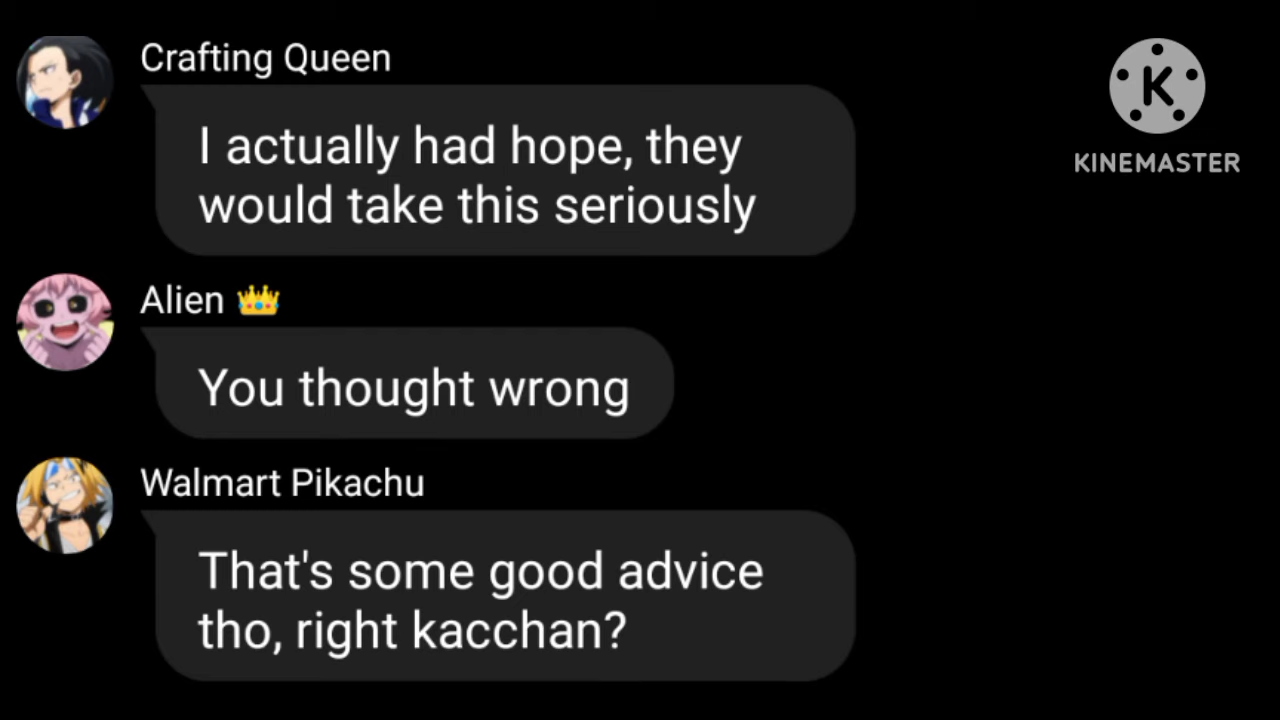 Crafting Queen
I actually had hope, they
would take this seriously
Alien 👑
You thought wrong
Walmart Pikachu
That's some good advice
tho, right kacchan?
K
KINEMASTER